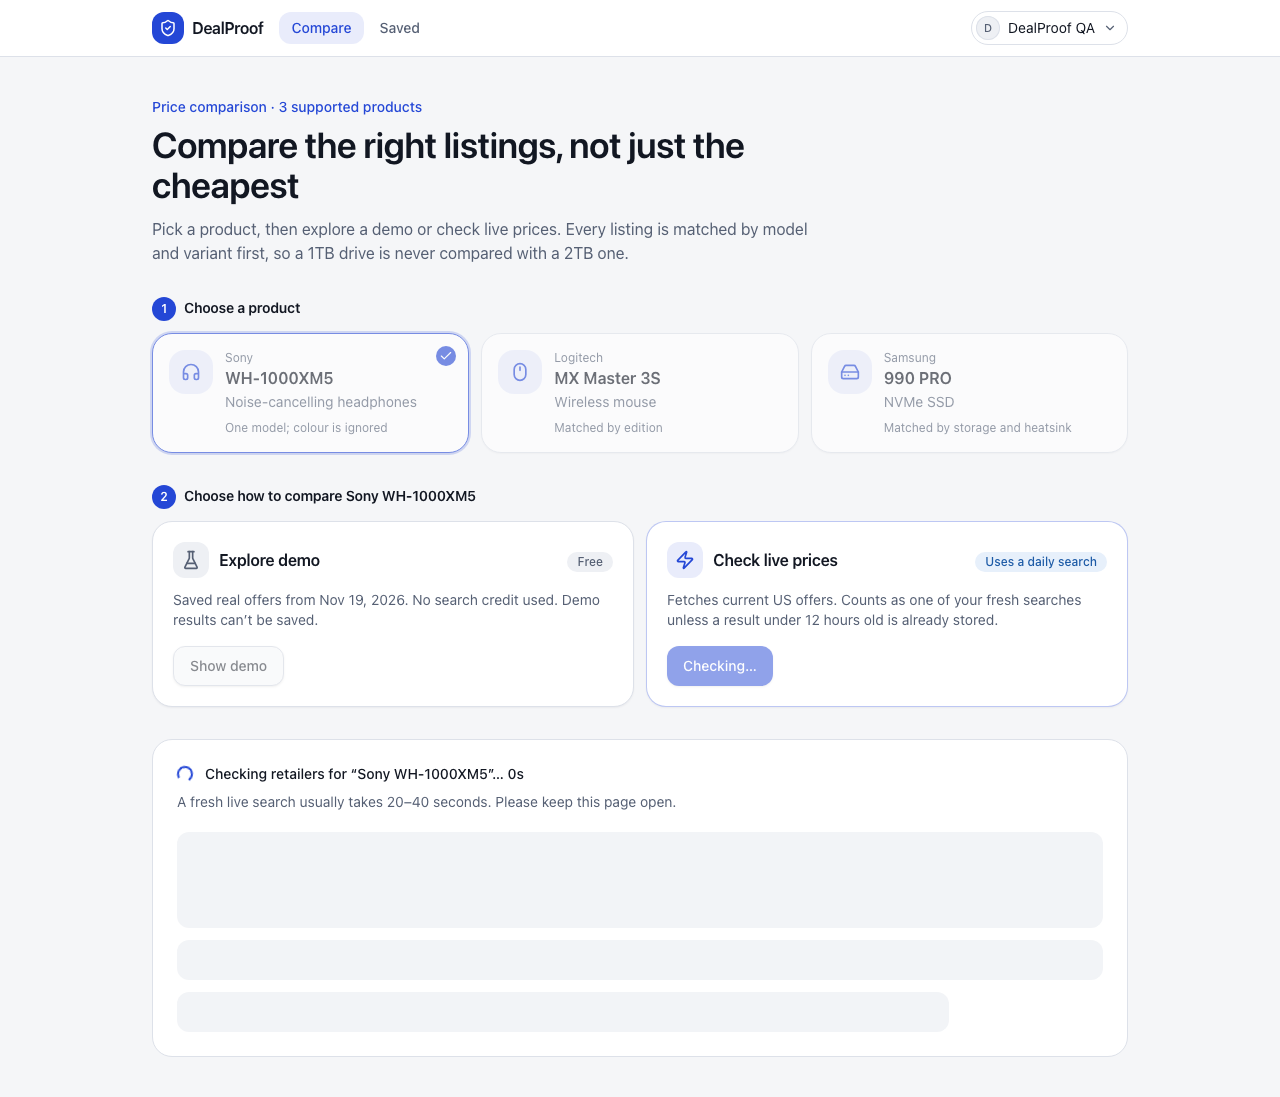 DealProof
Compare
Saved
D
DealProof QA
Price comparison · 3 supported products
Compare the right listings, not just the
cheapest
Pick a product, then explore a demo or check live prices. Every listing is matched by model
and variant first, so a 1TB drive is never compared with a 2TB one.
1
Choose a product
Sony
WH-1000XM5
Noise-cancelling headphones
One model; colour is ignored
Logitech
MX Master 3S
Wireless mouse
Matched by edition
Samsung
990 PRO
NVMe SSD
Matched by storage and heatsink
2
Choose how to compare Sony WH-1000XM5
Explore demo
Free
Saved real offers from Nov 19, 2026. No search credit used. Demo
results can’t be saved.
Show demo
Check live prices
Uses a daily search
Fetches current US offers. Counts as one of your fresh searches
unless a result under 12 hours old is already stored.
Checking…
Checking retailers for “Sony WH-1000XM5”… 0s
A fresh live search usually takes 20–40 seconds. Please keep this page open.